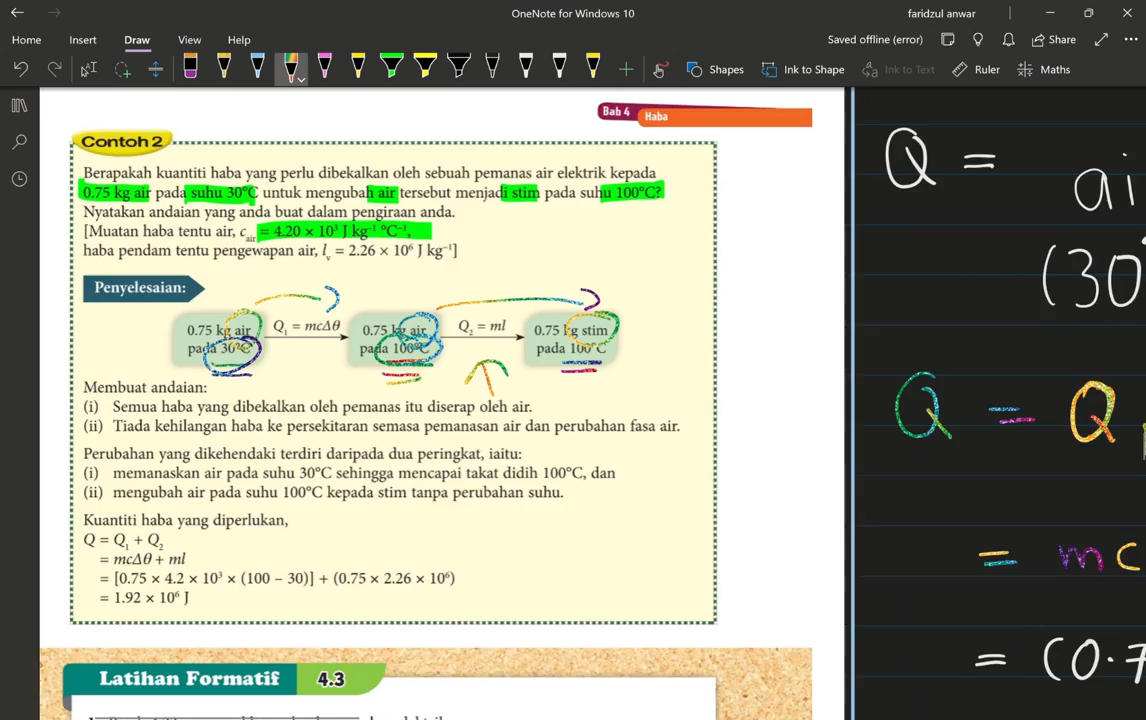 OneNote for Windows 10
faridzul anwar
Home Insert Draw View Help
Saved offline (error)
Share
Shapes
Ink to Shape
Ink to Text
Ruler
Maths
Bab 4 Haba
Contoh 2
Berapakah kuantiti haba yang perlu dibekalkan oleh sebuah pemanas air elektrik kepada
0.75 kg air pada suhu 30°C untuk mengubah air tersebut menjadi stim pada suhu 100°C?
Nyatakan andaian yang anda buat dalam pengiraan anda.
[Muatan haba tentu air, c_air = 4.20 × 10³ J kg⁻¹ °C⁻¹,
haba pendam tentu pengewapan air, l_v = 2.26 × 10⁶ J kg⁻¹]
Penyelesaian:
0.75 kg air
pada 30°C
Q₁ = mcΔθ
0.75 kg air
pada 100°C
Q₂ = ml
0.75 kg stim
pada 100°C
Membuat andaian:
(i) Semua haba yang dibekalkan oleh pemanas itu diserap oleh air.
(ii) Tiada kehilangan haba ke persekitaran semasa pemanasan air dan perubahan fasa air.
Perubahan yang dikehendaki terdiri daripada dua peringkat, iaitu:
(i) memanaskan air pada suhu 30°C sehingga mencapai takat didih 100°C, dan
(ii) mengubah air pada suhu 100°C kepada stim tanpa perubahan suhu.
Kuantiti haba yang diperlukan,
Q = Q₁ + Q₂
= mcΔθ + ml
= [0.75 × 4.2 × 10³ × (100 – 30)] + (0.75 × 2.26 × 10⁶)
= 1.92 × 10⁶ J
Latihan Formatif 4.3
Q =
ai
(30
Q = Q
= mc
= (0.7